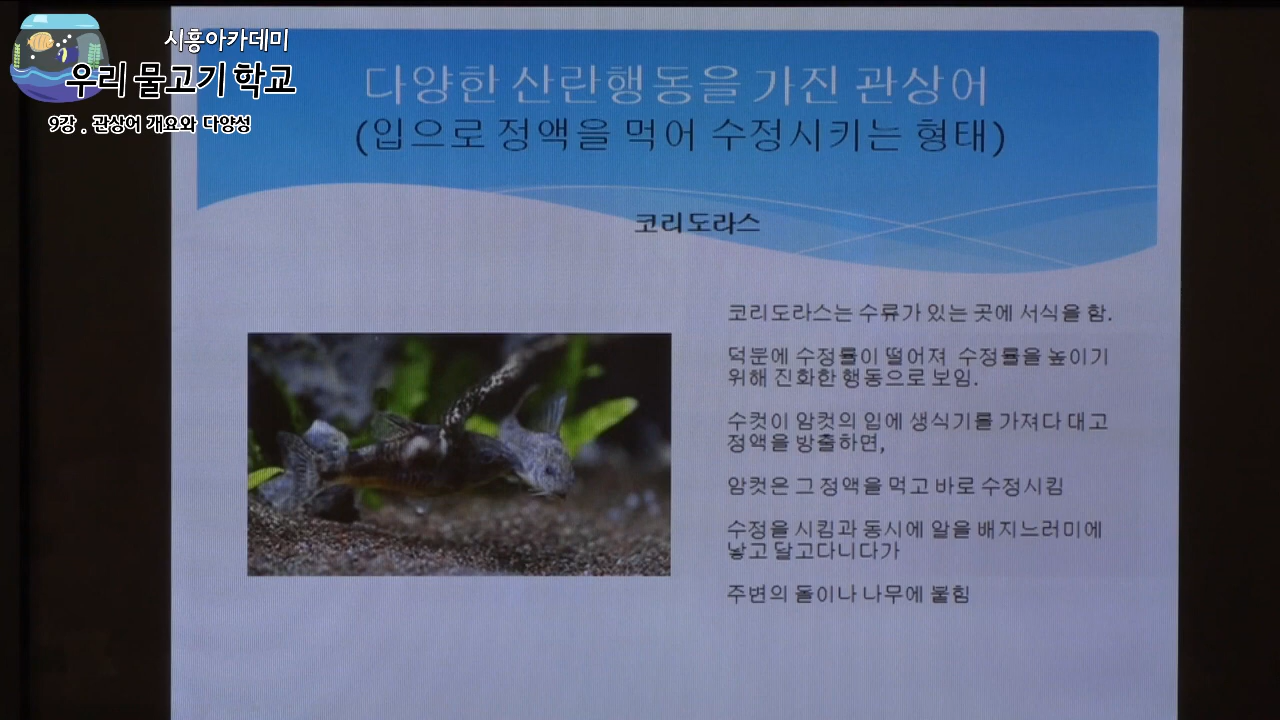 시흥아카데미
우리 물고기 학교
9강 . 관상어 개요와 다양성
다양한 산란행동을 가진 관상어
(입으로 정액을 먹어 수정시키는 형태)
코리도라스
코리도라스는 수류가 있는 곳에 서식을 함.
덕분에 수정률이 떨어져 수정률을 높이기
위해 진화한 행동으로 보임.
수컷이 암컷의 입에 생식기를 가져다 대고
정액을 방출하면,
암컷은 그 정액을 먹고 바로 수정시킴
수정을 시킴과 동시에 알을 배지느러미에
낳고 달고다니다가
주변의 돌이나 나무에 붙힘